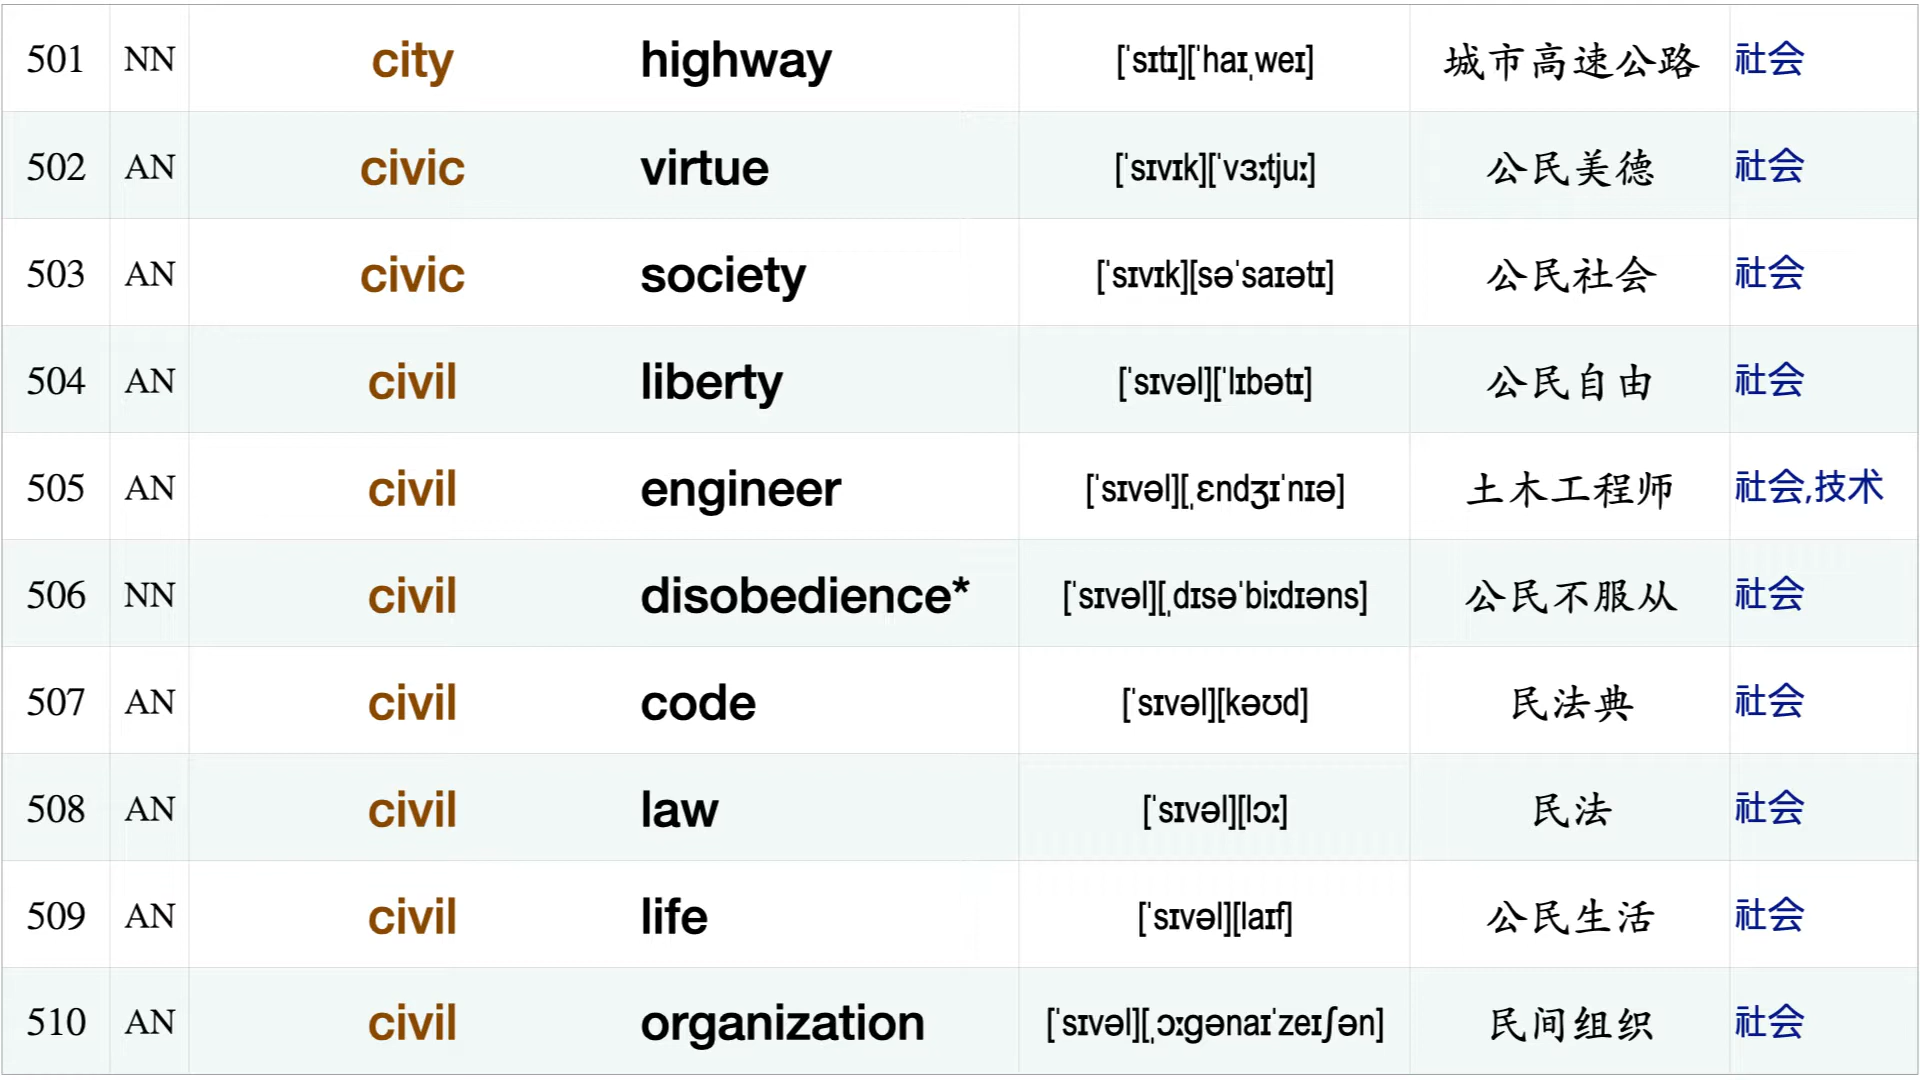 501 NN city highway [ˈsɪtɪ][ˈhaɪˌweɪ] 城市高速公路 社会
502 AN civic virtue [ˈsɪvɪk][ˈvɜːtjuː] 公民美德 社会
503 AN civic society [ˈsɪvɪk][səˈsaɪətɪ] 公民社会 社会
504 AN civil liberty [ˈsɪvəl][ˈlɪbətɪ] 公民自由 社会
505 AN civil engineer [ˈsɪvəl][ˌɛndʒɪˈnɪə] 土木工程师 社会,技术
506 NN civil disobedience* [ˈsɪvəl][ˌdɪsəˈbiːdɪəns] 公民不服从 社会
507 AN civil code [ˈsɪvəl][kəʊd] 民法典 社会
508 AN civil law [ˈsɪvəl][lɔː] 民法 社会
509 AN civil life [ˈsɪvəl][laɪf] 公民生活 社会
510 AN civil organization [ˈsɪvəl][ˌɔːgənaɪˈzeɪʃən] 民间组织 社会